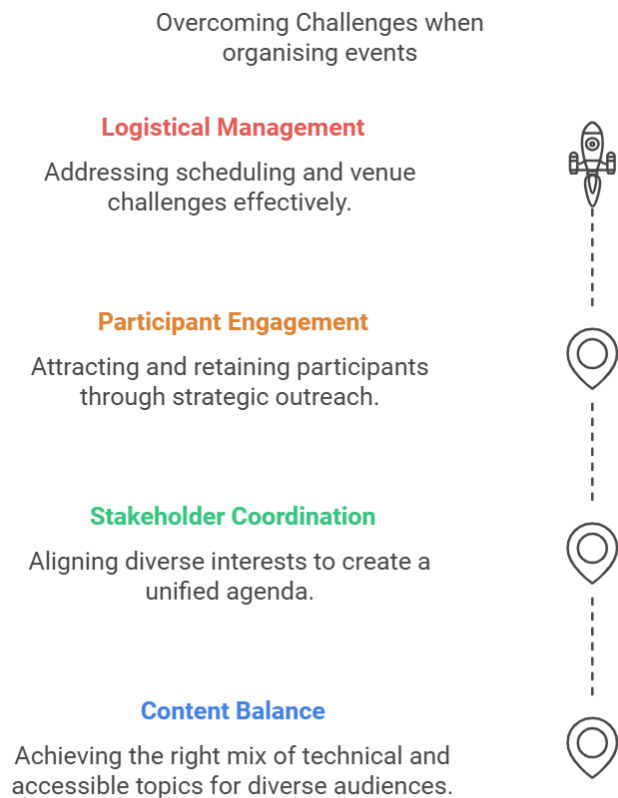 Overcoming Challenges when
organising events
Logistical Management
Addressing scheduling and venue
challenges effectively.
Participant Engagement
Attracting and retaining participants
through strategic outreach.
Stakeholder Coordination
Aligning diverse interests to create a
unified agenda.
Content Balance
Achieving the right mix of technical and
accessible topics for diverse audiences.